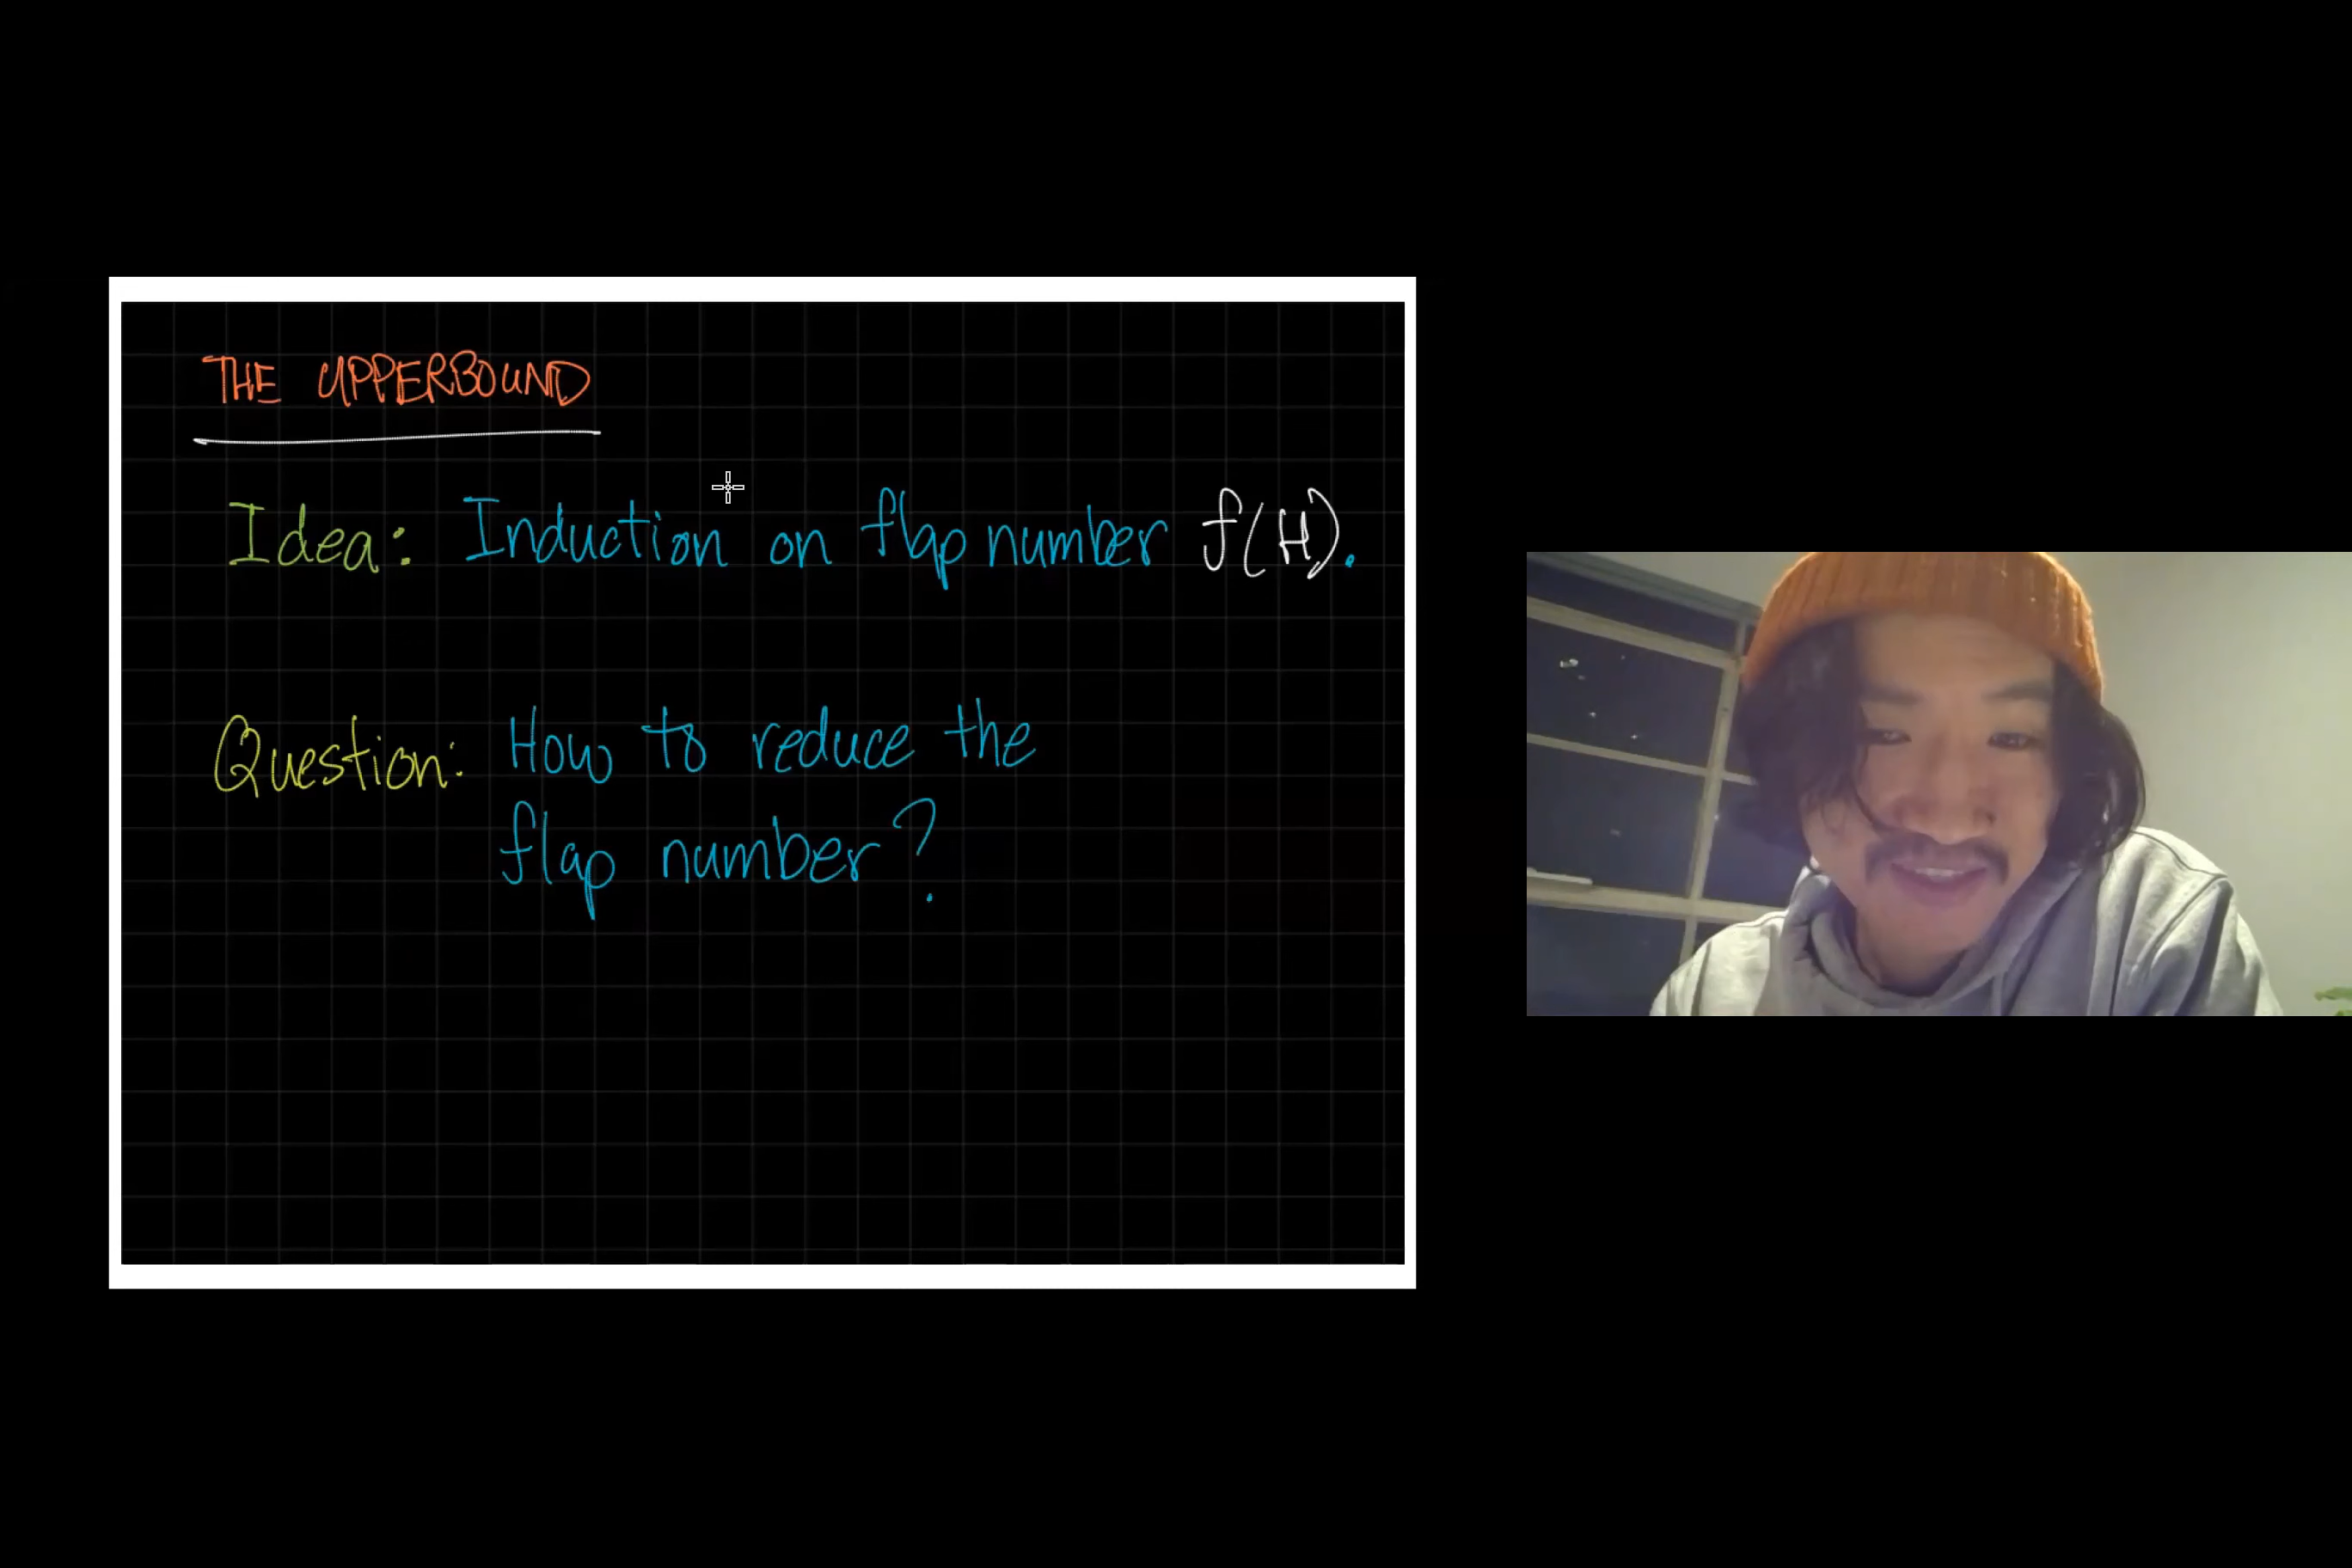 THE UPPERBOUND
Idea: Induction on flap number f(H).
Question: How to reduce the
flap number?